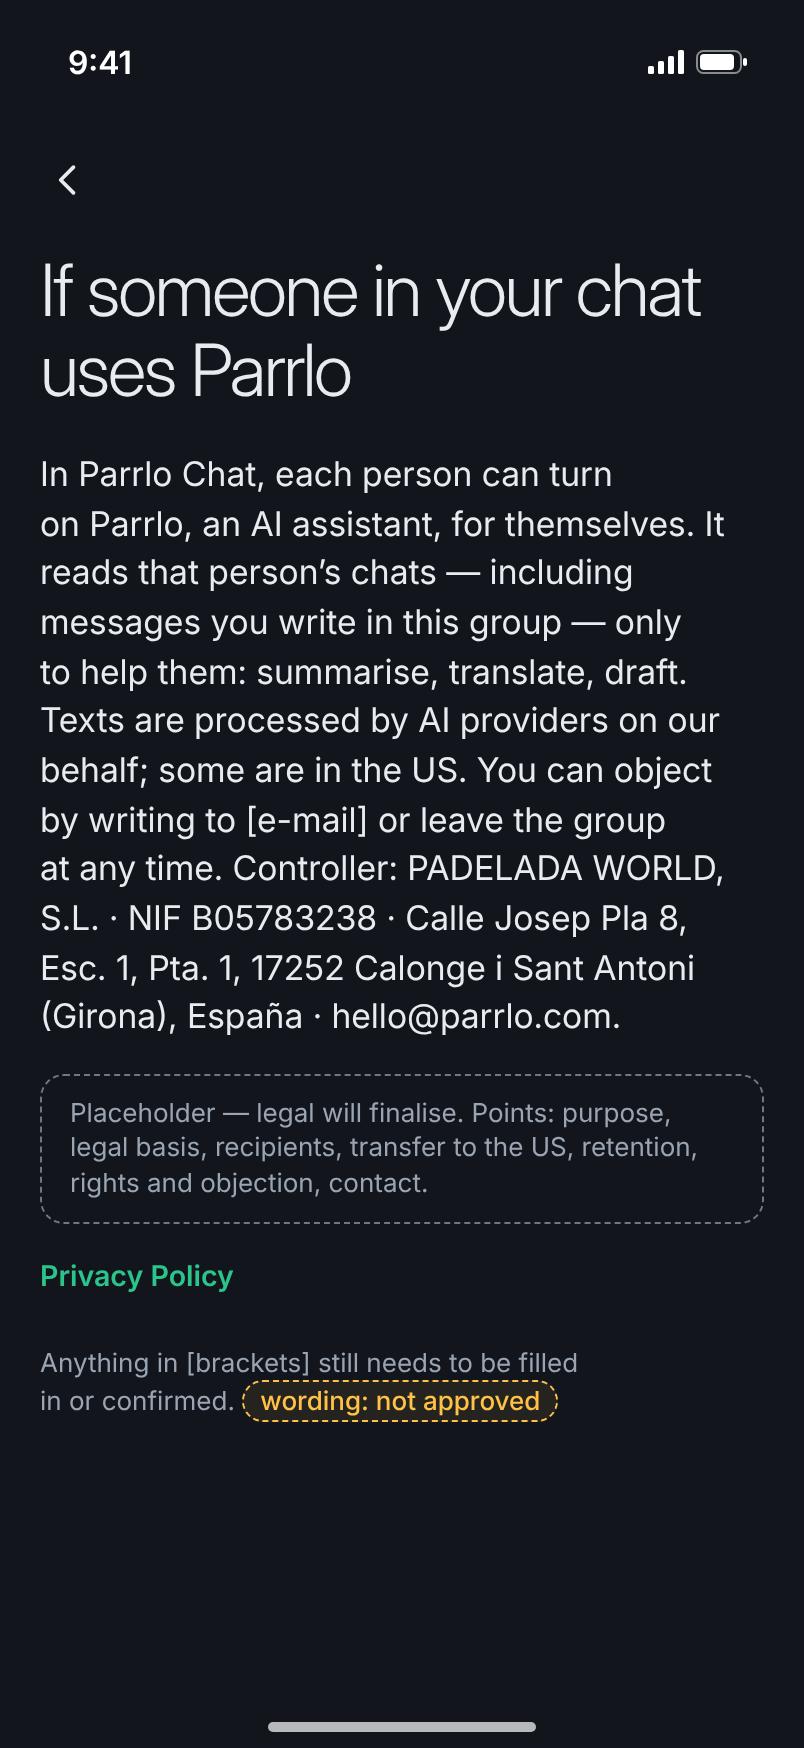 9:41
If someone in your chat
uses Parrlo
In Parrlo Chat, each person can turn
on Parrlo, an AI assistant, for themselves. It
reads that person’s chats — including
messages you write in this group — only
to help them: summarise, translate, draft.
Texts are processed by AI providers on our
behalf; some are in the US. You can object
by writing to [e-mail] or leave the group
at any time. Controller: PADELADA WORLD,
S.L. · NIF B05783238 · Calle Josep Pla 8,
Esc. 1, Pta. 1, 17252 Calonge i Sant Antoni
(Girona), España · hello@parrlo.com.
Placeholder — legal will finalise. Points: purpose,
legal basis, recipients, transfer to the US, retention,
rights and objection, contact.
Privacy Policy
Anything in [brackets] still needs to be filled
in or confirmed. wording: not approved